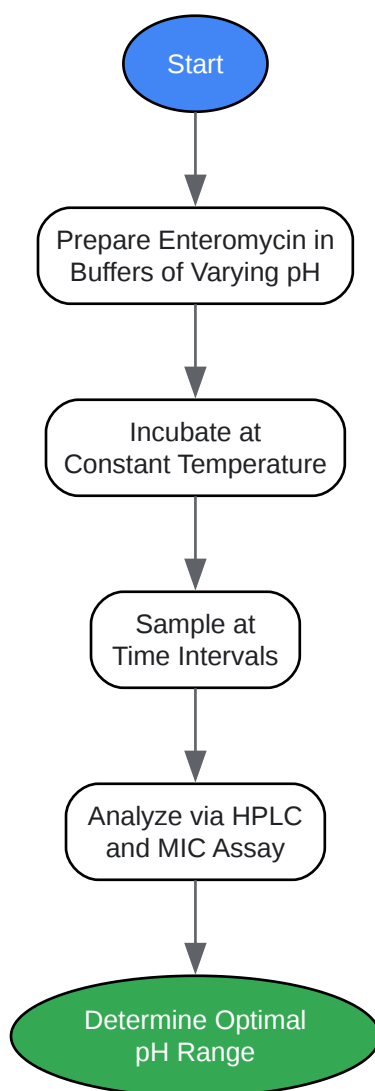 Start
Prepare Enteromycin in
Buffers of Varying pH
Incubate at
Constant Temperature
Sample at
Time Intervals
Analyze via HPLC
and MIC Assay
Determine Optimal
pH Range